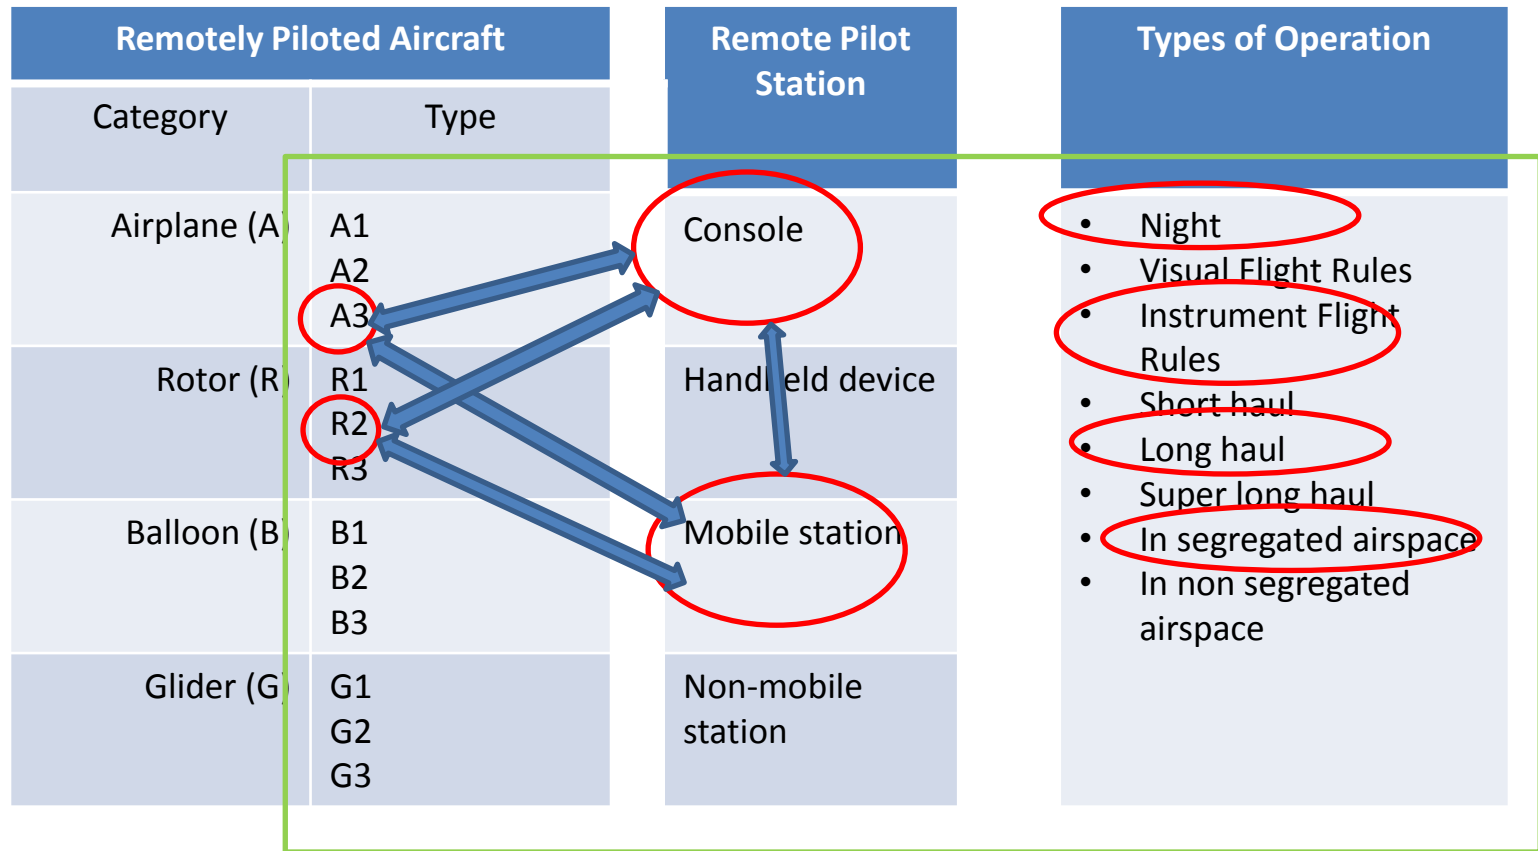 Remotely Piloted Aircraft
Category
Type
Airplane (A)
A1
A2
A3
Rotor (R)
R1
R2
R3
Balloon (B)
B1
B2
B3
Glider (G)
G1
G2
G3
Remote Pilot
Station
Console
Handheld device
Mobile station
Non-mobile
station
Types of Operation
• Night
• Visual Flight Rules
• Instrument Flight
Rules
• Short haul
• Long haul
• Super long haul
• In segregated airspace
• In non segregated
airspace